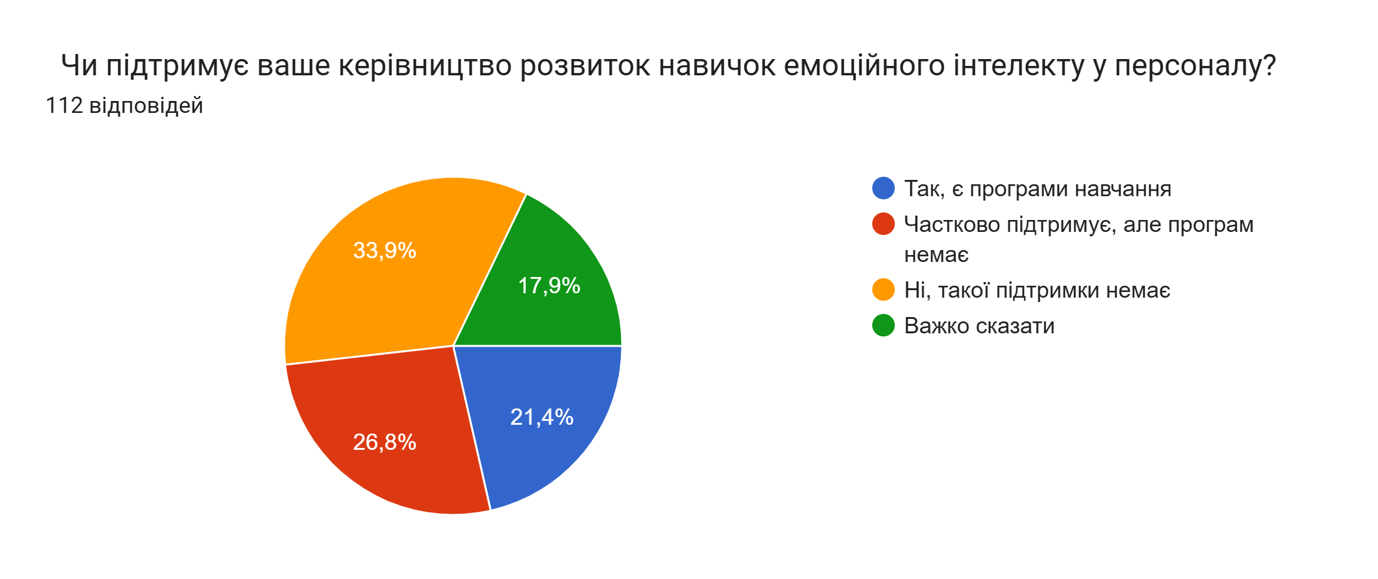 Чи підтримує ваше керівництво розвиток навичок емоційного інтелекту у персоналу?
112 відповідей
33,9%
17,9%
21,4%
26,8%
Так, є програми навчання
Частково підтримує, але програм
немає
Ні, такої підтримки немає
Важко сказати